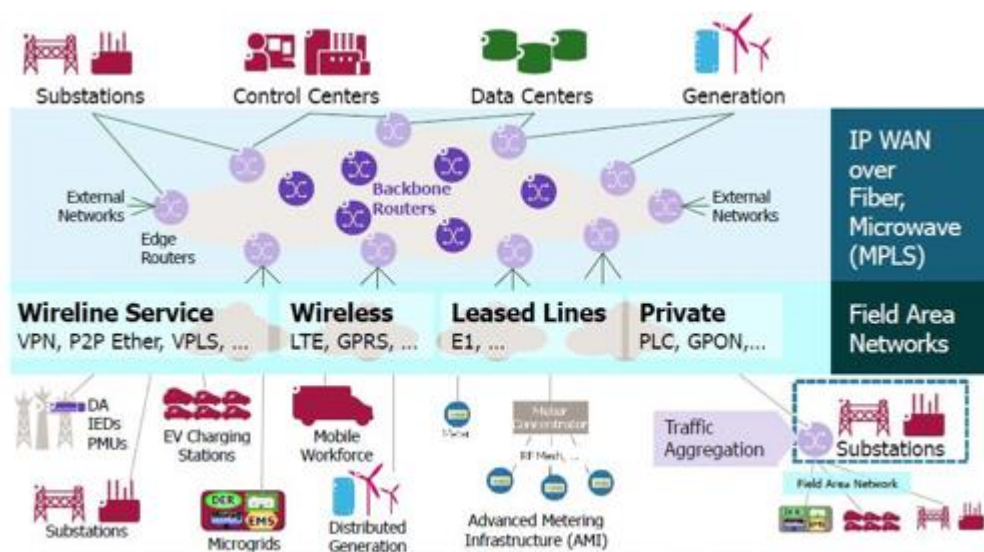 Substations
Control Centers
Data Centers
Generation
IP WAN
over
Fiber,
Microwave
(MPLS)
External
Networks
Backbone
Routers
External
Networks
Edge
Routers
Wireline Service
VPN, P2P Ether, VPLS, ...
Wireless
LTE, GPRS, ...
Leased Lines
E1, ...
Private
PLC, GPON,...
Field Area
Networks
DA
IEDs
PMUs
EV Charging
Stations
Mobile
Workforce
Meter
Meter
Concentrator
RF Mesh, ...
Traffic
Aggregation
Substations
Field Area Network
Substations
DER
EMS
Microgrids
Distributed
Generation
Advanced Metering
Infrastructure (AMI)
DER
EMS